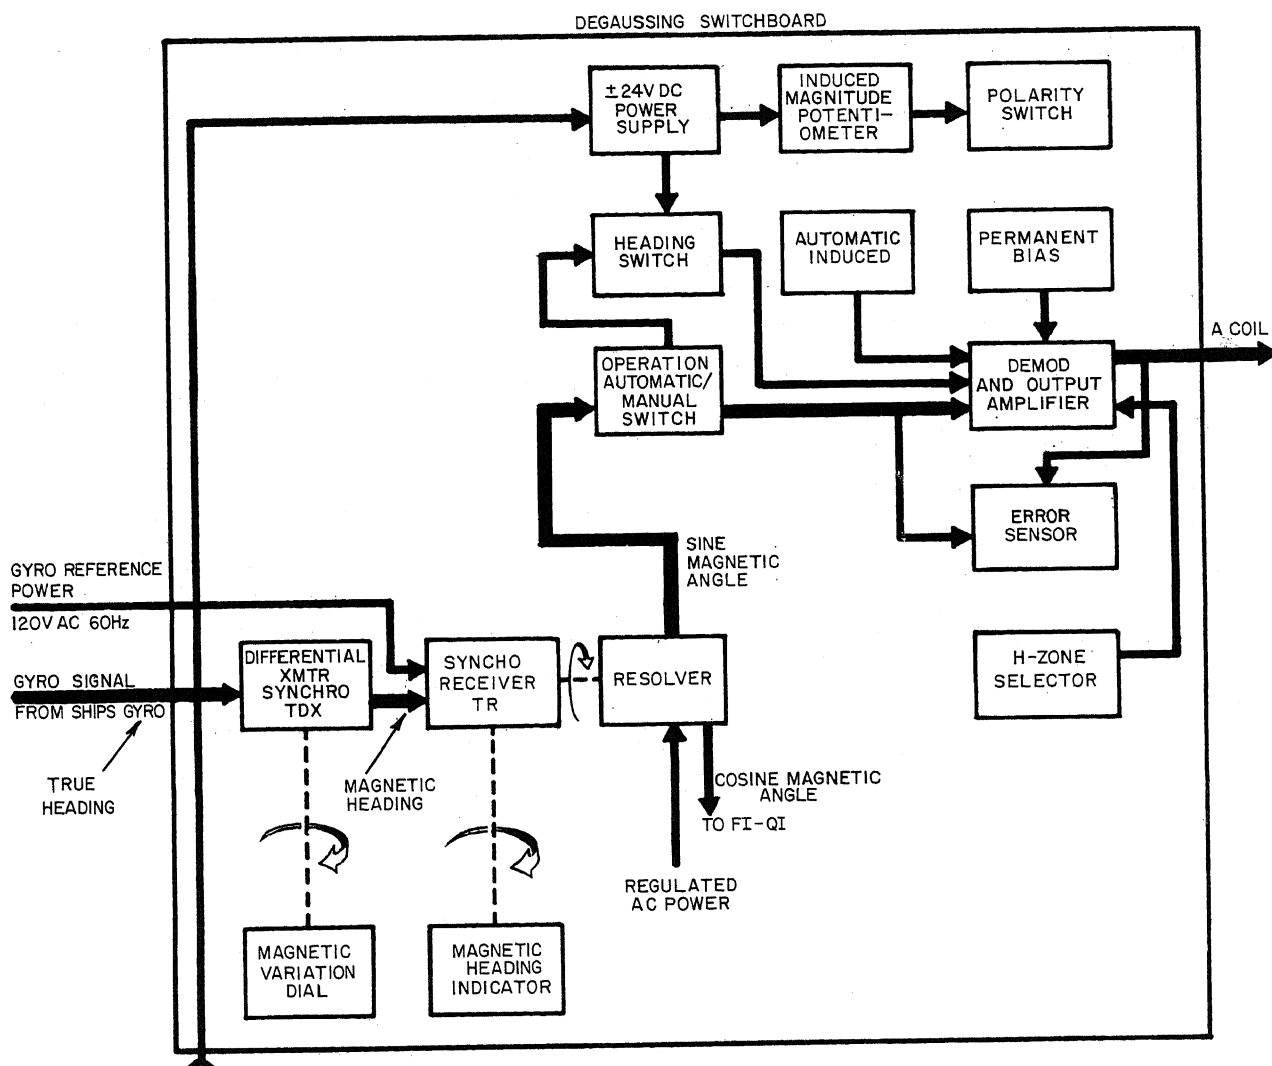 DEGAUSSING SWITCHBOARD
±24V DC
POWER
SUPPLY
INDUCED
MAGNITUDE
POTENTI-
OMETER
POLARITY
SWITCH
HEADING
SWITCH
AUTOMATIC
INDUCED
PERMANENT
BIAS
A COIL
OPERATION
AUTOMATIC/
MANUAL
SWITCH
DEMOD
AND OUTPUT
AMPLIFIER
ERROR
SENSOR
SINE
MAGNETIC
ANGLE
GYRO REFERENCE
POWER
120V AC 60Hz
GYRO SIGNAL
FROM SHIPS GYRO
DIFFERENTIAL
XMTR
SYNCHRO
TDX
SYNCHO
RECEIVER
TR
RESOLVER
H-ZONE
SELECTOR
TRUE
HEADING
MAGNETIC
HEADING
COSINE MAGNETIC
ANGLE
TO FI-QI
REGULATED
AC POWER
MAGNETIC
VARIATION
DIAL
MAGNETIC
HEADING
INDICATOR